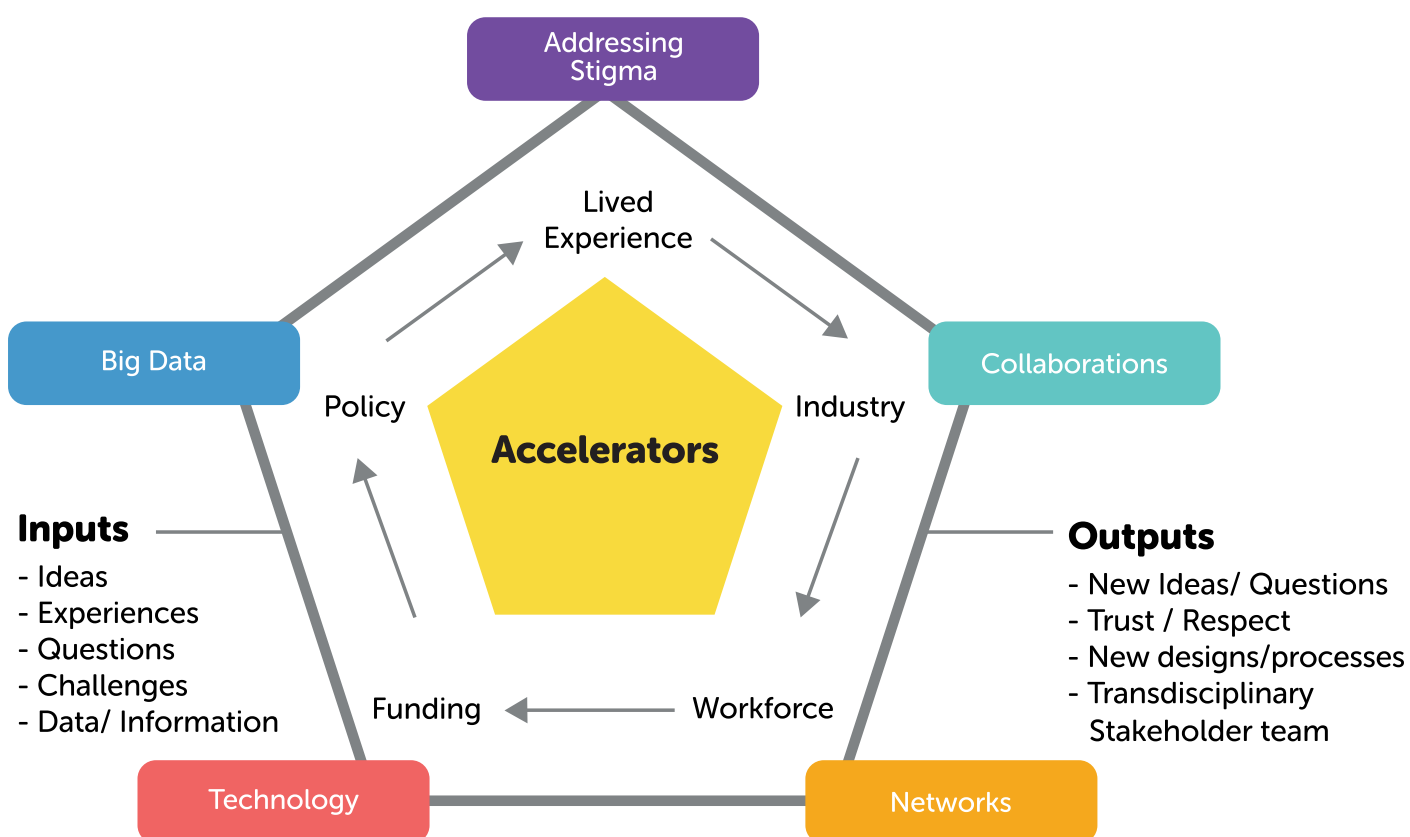 Addressing
Stigma
Lived
Experience
Big Data
Collaborations
Policy
Industry
Accelerators
Inputs
- Ideas
- Experiences
- Questions
- Challenges
- Data/ Information
Outputs
- New Ideas/ Questions
- Trust / Respect
- New designs/processes
- Transdisciplinary
Stakeholder team
Funding
Workforce
Technology
Networks